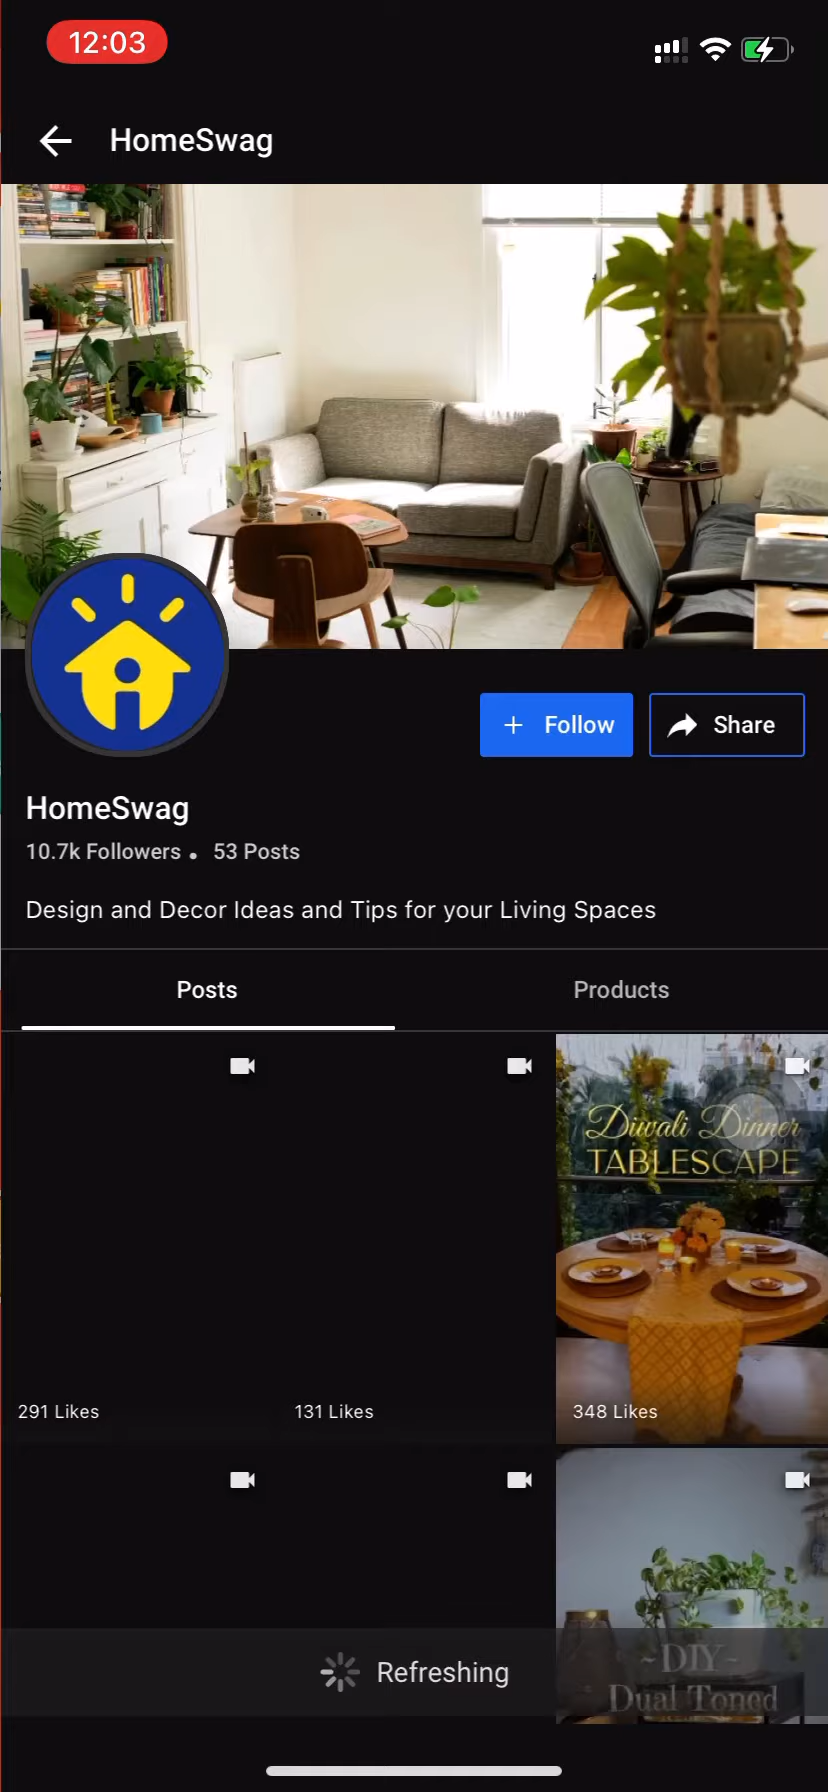 12:03
HomeSwag
+ Follow
Share
HomeSwag
10.7k Followers • 53 Posts
Design and Decor Ideas and Tips for your Living Spaces
Posts
Products
Diwali Dinner
TABLESCAPE
291 Likes
131 Likes
348 Likes
Refreshing
~DIY~
Dual Toned